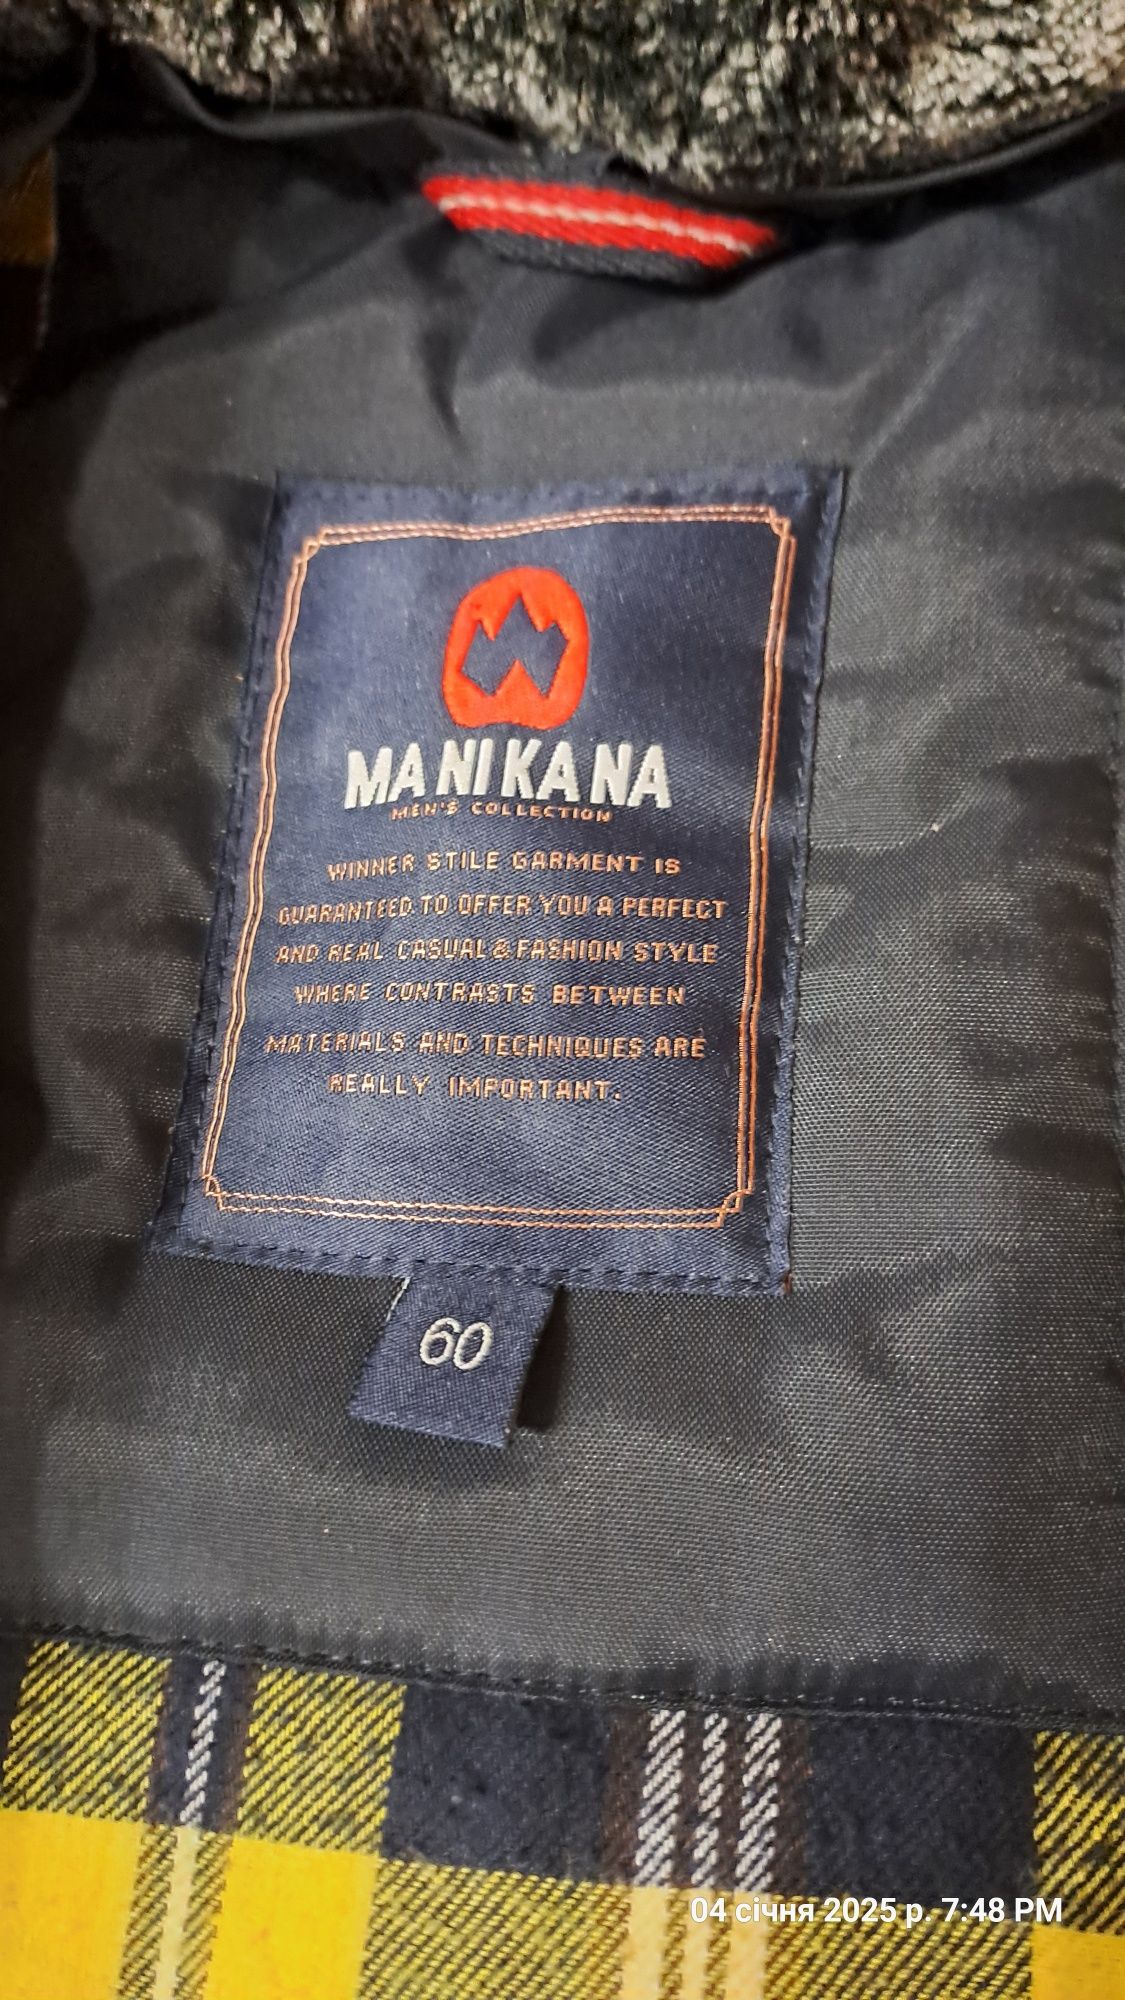 MANIKANA
MEN'S COLLECTION
WINNER STILE GARMENT IS
GUARANTEED TO OFFER YOU A PERFECT
AND REAL CASUAL & FASHION STYLE
WHERE CONTRASTS BETWEEN
MATERIALS AND TECHNIQUES ARE
REALLY IMPORTANT.
60
04 січня 2025 р. 7:48 PM